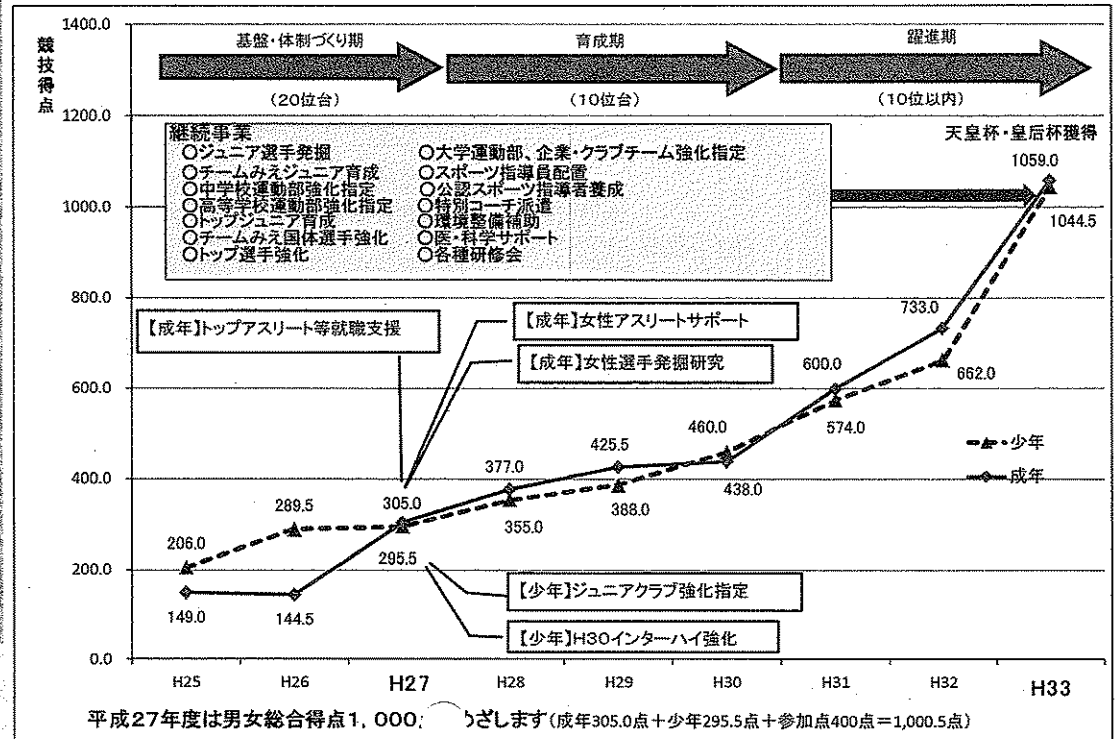 1400.0
1200.0
1000.0
800.0
600.0
400.0
200.0
0.0
競技得点
基盤・体制づくり期
育成期
躍進期
(20位台)
(10位台)
(10位以内)
天皇杯・皇后杯獲得
継続事業
○ジュニア選手発掘
○チームみえジュニア育成
○中学校運動部強化指定
○高等学校運動部強化指定
○トップジュニア育成
○チームみえ国体選手強化
○トップ選手強化
○大学運動部、企業・クラブチーム強化指定
○スポーツ指導員配置
○公認スポーツ指導者養成
○特別コーチ派遣
○環境整備補助
○医・科学サポート
○各種研修会
1059.0
1044.5
【成年】トップアスリート等就職支援
【成年】女性アスリートサポート
【成年】女性選手発掘研究
733.0
662.0
600.0
574.0
460.0
438.0
425.5
388.0
377.0
355.0
305.0
295.5
289.5
206.0
149.0
144.5
少年
成年
【少年】ジュニアクラブ強化指定
【少年】H30インターハイ強化
H25 H26 H27 H28 H29 H30 H31 H32 H33
平成27年度は男女総合得点1,000 めざします(成年305.0点+少年295.5点+参加点400点=1,000.5点)